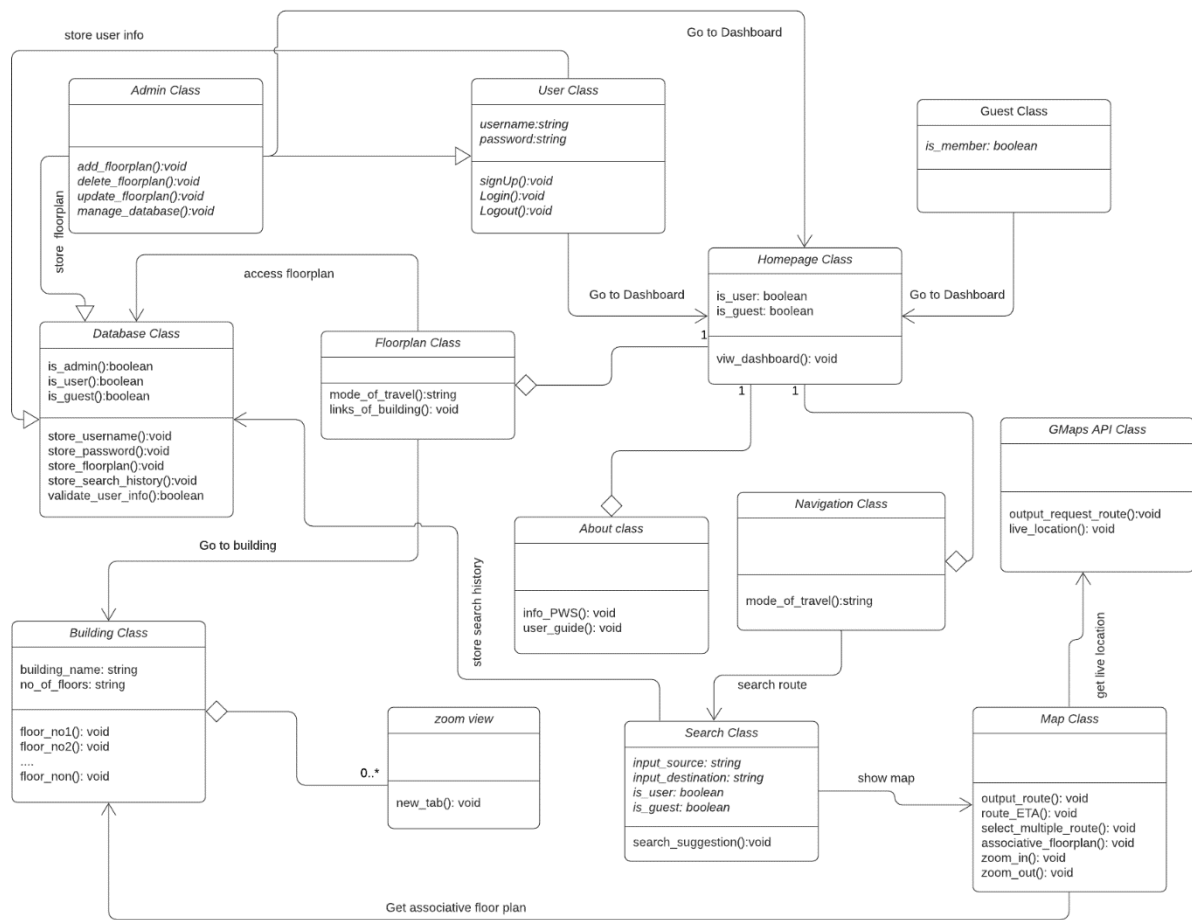 store user info
Go to Dashboard
Admin Class
add_floorplan():void
delete_floorplan():void
update_floorplan():void
manage_database():void
User Class
username:string
password:string
signUp():void
Login():void
Logout():void
Guest Class
is_member: boolean
store floorplan
access floorplan
Go to Dashboard
Homepage Class
is_user: boolean
is_guest: boolean
viw_dashboard(): void
Go to Dashboard
1
1
1
Database Class
is_admin():boolean
is_user():boolean
is_guest():boolean
store_username():void
store_password():void
store_floorplan():void
store_search_history():void
validate_user_info():boolean
Floorplan Class
mode_of_travel():string
links_of_building(): void
GMaps API Class
output_request_route():void
live_location(): void
Go to building
store search history
About class
info_PWS(): void
user_guide(): void
Navigation Class
mode_of_travel():string
Building Class
building_name: string
no_of_floors: string
floor_no1(): void
floor_no2(): void
....
floor_non(): void
0..*
zoom view
new_tab(): void
search route
get live location
Search Class
input_source: string
input_destination: string
is_user: boolean
is_guest: boolean
search_suggestion():void
show map
Map Class
output_route(): void
route_ETA(): void
select_multiple_route(): void
associative_floorplan(): void
zoom_in(): void
zoom_out(): void
Get associative floor plan